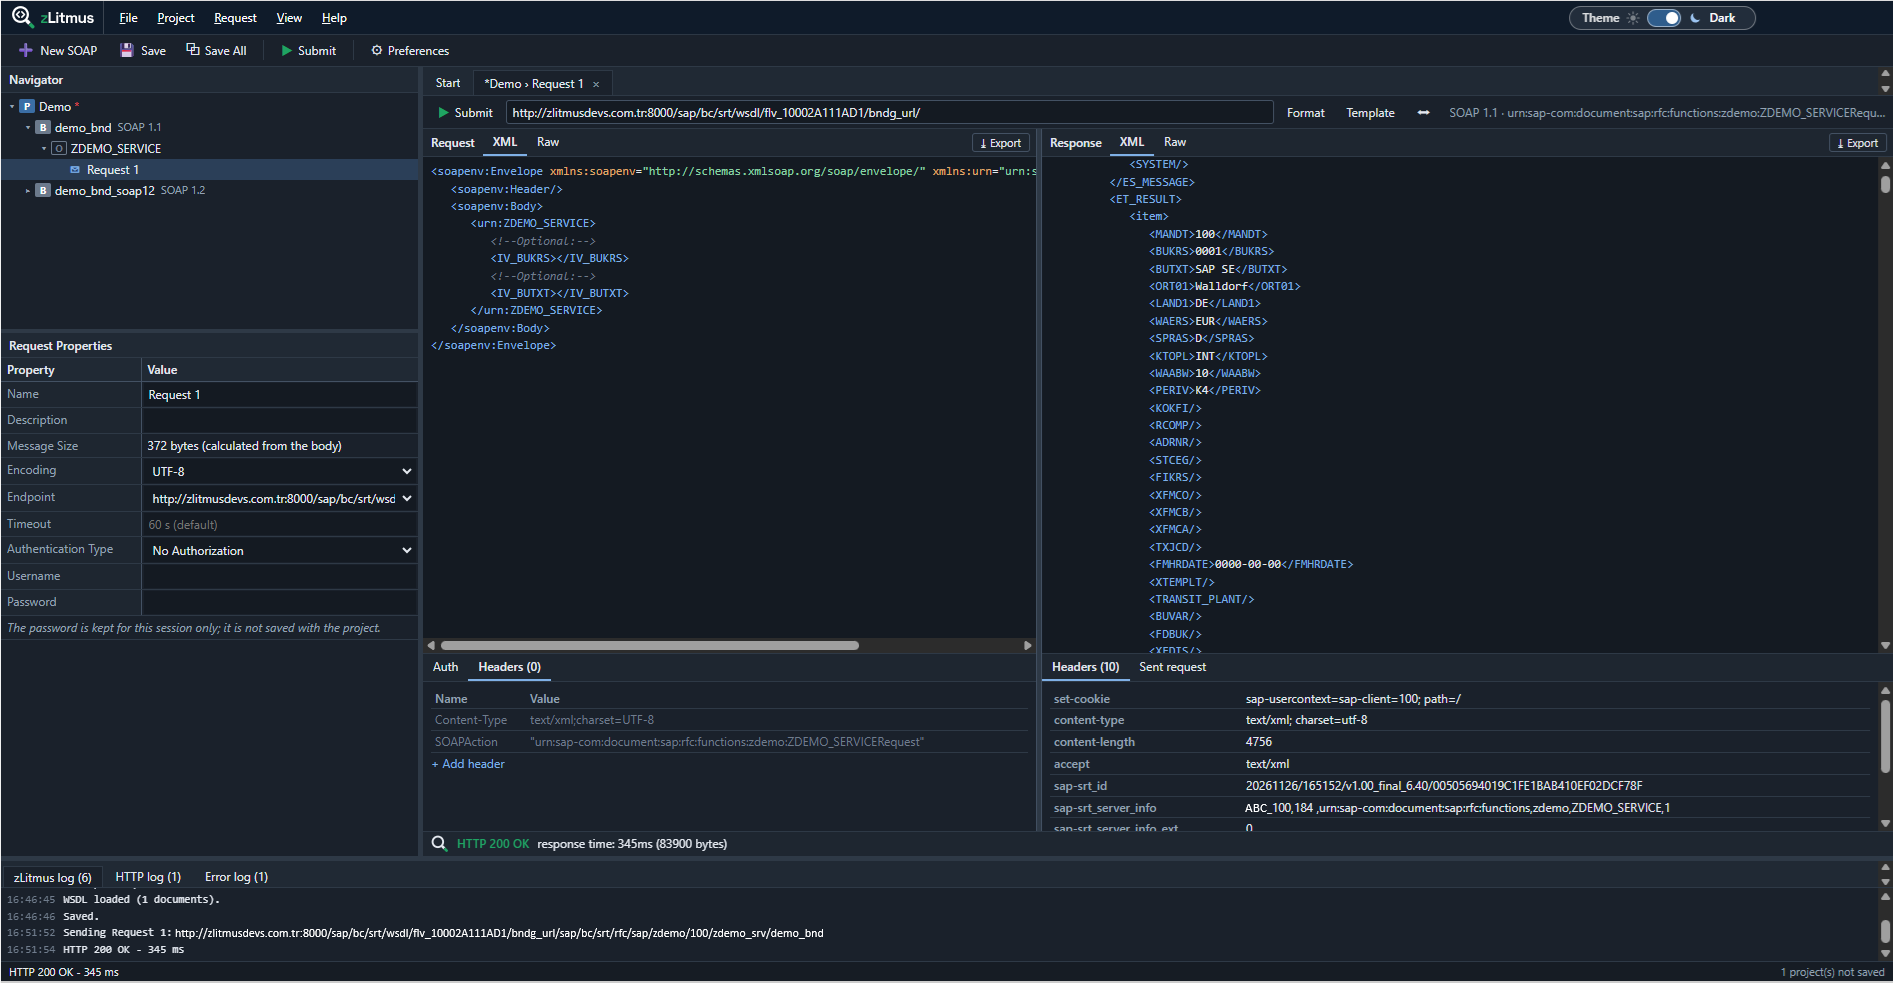 zLitmus File Project Request View Help Theme Dark
New SOAP Save Save All Submit Preferences
Navigator
P Demo *
B demo_bnd SOAP 1.1
O ZDEMO_SERVICE
Request 1
B demo_bnd_soap12 SOAP 1.2
Request Properties
Property Value
Name Request 1
Description
Message Size 372 bytes (calculated from the body)
Encoding UTF-8
Endpoint http://zlitmusdevs.com.tr:8000/sap/bc/srt/wsd
Timeout 60 s (default)
Authentication Type No Authorization
Username
Password
The password is kept for this session only; it is not saved with the project.
Start *Demo › Request 1 ×
Submit http://zlitmusdevs.com.tr:8000/sap/bc/srt/wsdl/flv_10002A111AD1/bndg_url/ Format Template SOAP 1.1 · urn:sap-com:document:sap:rfc:functions:zdemo:ZDEMO_SERVICERequ...
Request XML Raw Export
<soapenv:Envelope xmlns:soapenv="http://schemas.xmlsoap.org/soap/envelope/" xmlns:urn="urn:s
<soapenv:Header/>
<soapenv:Body>
<urn:ZDEMO_SERVICE>
<!--Optional:-->
<IV_BUKRS></IV_BUKRS>
<!--Optional:-->
<IV_BUTXT></IV_BUTXT>
</urn:ZDEMO_SERVICE>
</soapenv:Body>
</soapenv:Envelope>
Auth Headers (0)
Name Value
Content-Type text/xml;charset=UTF-8
SOAPAction "urn:sap-com:document:sap:rfc:functions:zdemo:ZDEMO_SERVICERequest"
+ Add header
Response XML Raw Export
<SYSTEM/>
</ES_MESSAGE>
<ET_RESULT>
<item>
<MANDT>100</MANDT>
<BUKRS>0001</BUKRS>
<BUTXT>SAP SE</BUTXT>
<ORT01>Walldorf</ORT01>
<LAND1>DE</LAND1>
<WAERS>EUR</WAERS>
<SPRAS>D</SPRAS>
<KTOPL>INT</KTOPL>
<WAABW>10</WAABW>
<PERIV>K4</PERIV>
<KOKFI/>
<RCOMP/>
<ADRNR/>
<STCEG/>
<FIKRS/>
<XFMCO/>
<XFMCB/>
<XFMCA/>
<TXJCD/>
<FMHRDATE>0000-00-00</FMHRDATE>
<XTEMPLT/>
<TRANSIT_PLANT/>
<BUVAR/>
<FDBUK/>
<XFDIS/>
Headers (10) Sent request
set-cookie sap-usercontext=sap-client=100; path=/
content-type text/xml; charset=utf-8
content-length 4756
accept text/xml
sap-srt_id 20261126/165152/v1.00_final_6.40/00505694019C1FE1BAB410EF02DCF78F
sap-srt_server_info ABC_100,184 ,urn:sap-com:document:sap:rfc:functions,zdemo,ZDEMO_SERVICE,1
sap-srt_server_info_ext 0
HTTP 200 OK response time: 345ms (83900 bytes)
zLitmus log (6) HTTP log (1) Error log (1)
16:46:45 WSDL loaded (1 documents).
16:46:46 Saved.
16:51:52 Sending Request 1: http://zlitmusdevs.com.tr:8000/sap/bc/srt/wsdl/flv_10002A111AD1/bndg_url/sap/bc/srt/rfc/sap/zdemo/100/zdemo_srv/demo_bnd
16:51:54 HTTP 200 OK - 345 ms
HTTP 200 OK - 345 ms 1 project(s) not saved